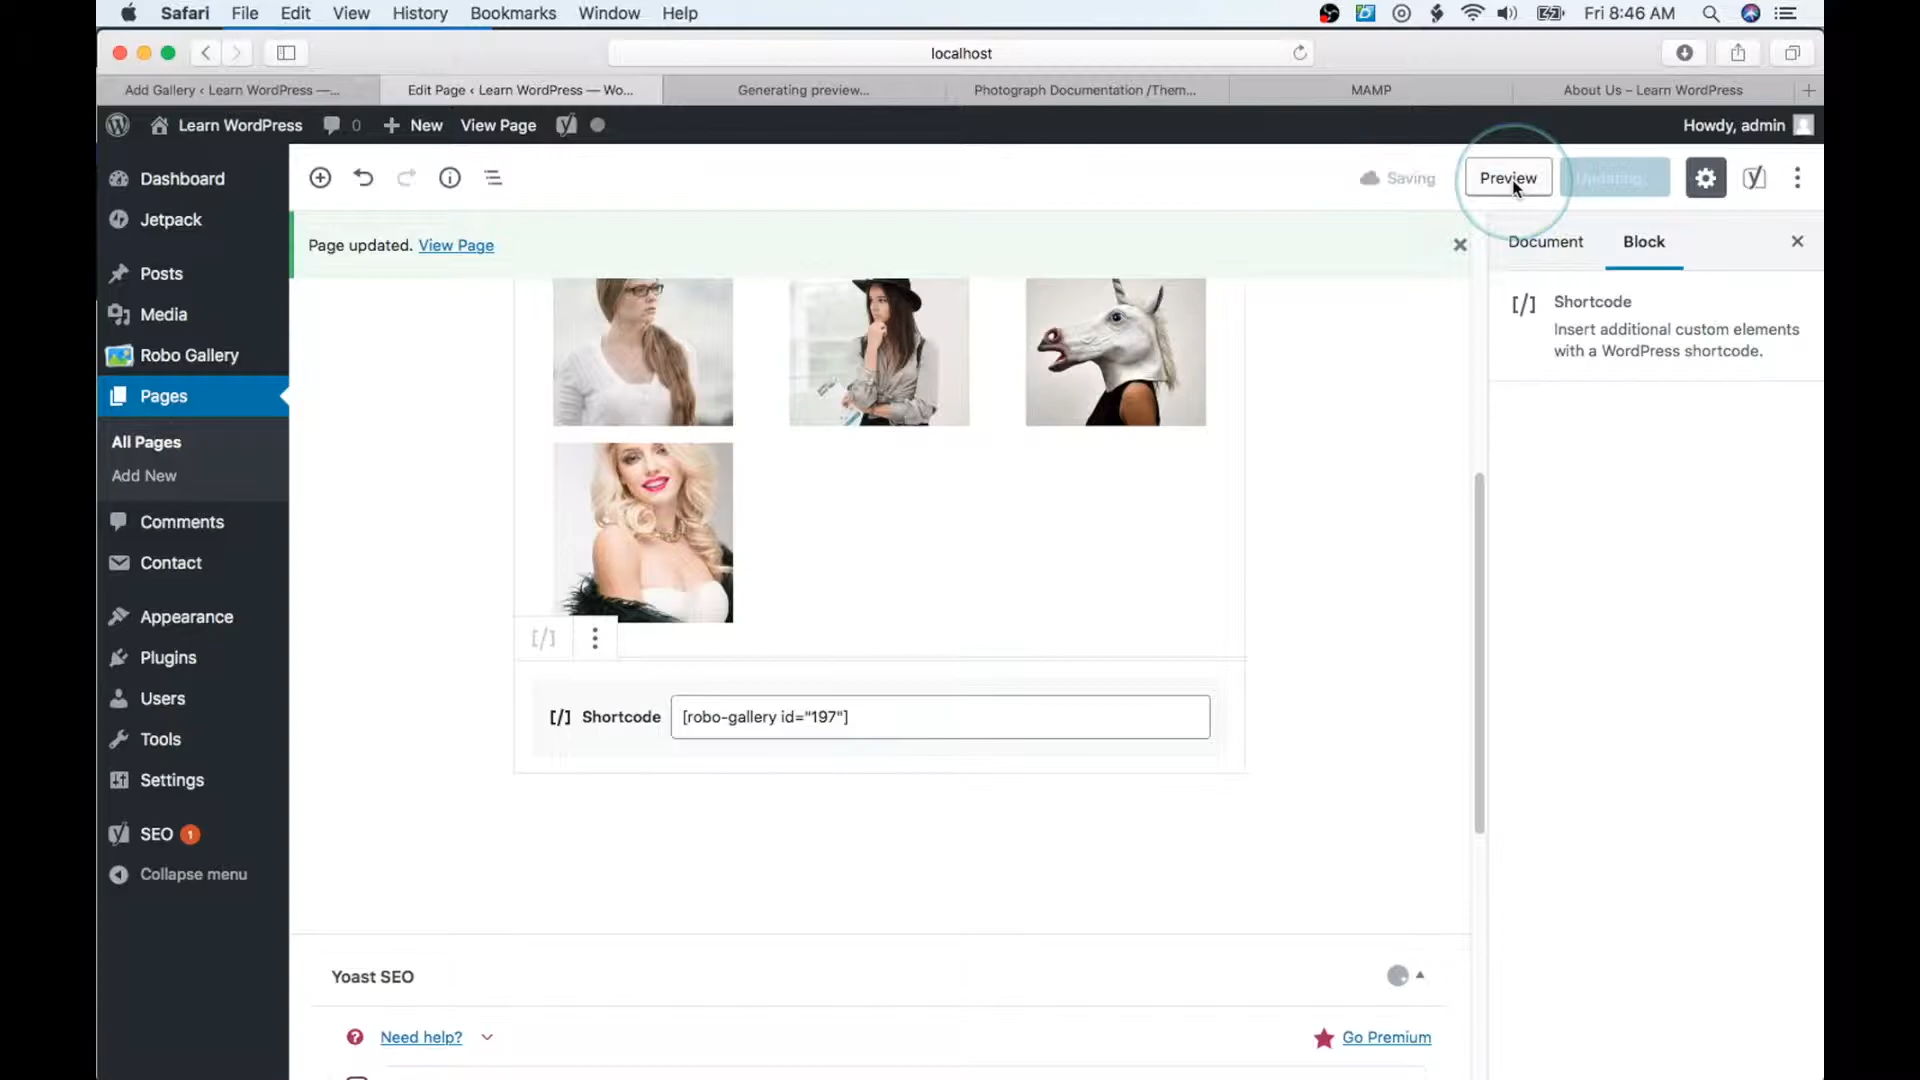 Safari File Edit View History Bookmarks Window Help Fri 8:46 AM
localhost
Add Gallery ‹ Learn WordPress —... Edit Page ‹ Learn WordPress — Wo... Generating preview... Photograph Documentation /Them... MAMP About Us – Learn WordPress
Learn WordPress 0 New View Page Howdy, admin
Saving Preview Updating...
Dashboard
Jetpack
Posts
Media
Robo Gallery
Pages
All Pages
Add New
Comments
Contact
Appearance
Plugins
Users
Tools
Settings
SEO 1
Collapse menu
Page updated. View Page
Document Block
[/] Shortcode
Insert additional custom elements
with a WordPress shortcode.
[/]
[/] Shortcode [robo-gallery id="197"]
Yoast SEO
Need help? Go Premium